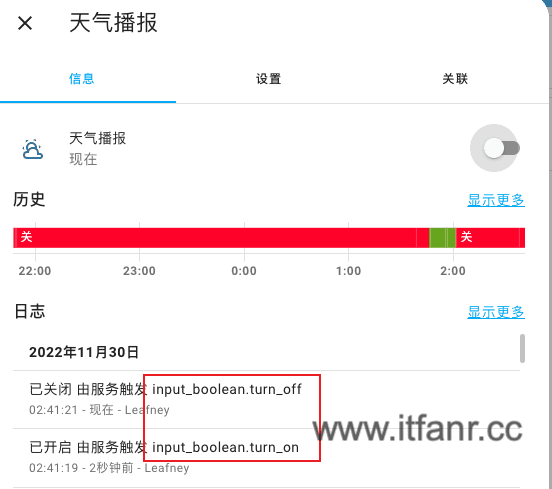 天气播报
信息 设置 关联
天气播报
现在
历史 显示更多
关 关
22:00 23:00 0:00 1:00 2:00
日志 显示更多
2022年11月30日
已关闭 由服务触发 input_boolean.turn_off
02:41:21 - 现在 - Leafney
www.itfanr.cc
已开启 由服务触发 input_boolean.turn_on
02:41:19 - 2秒钟前 - Leafney